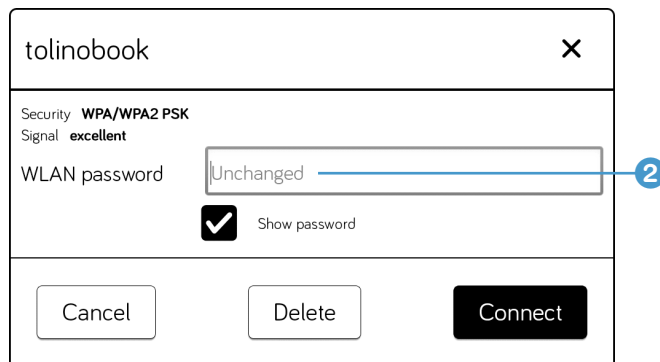 tolinobook
Security WPA/WPA2 PSK
Signal excellent
WLAN password Unchanged 2
Show password
Cancel Delete Connect